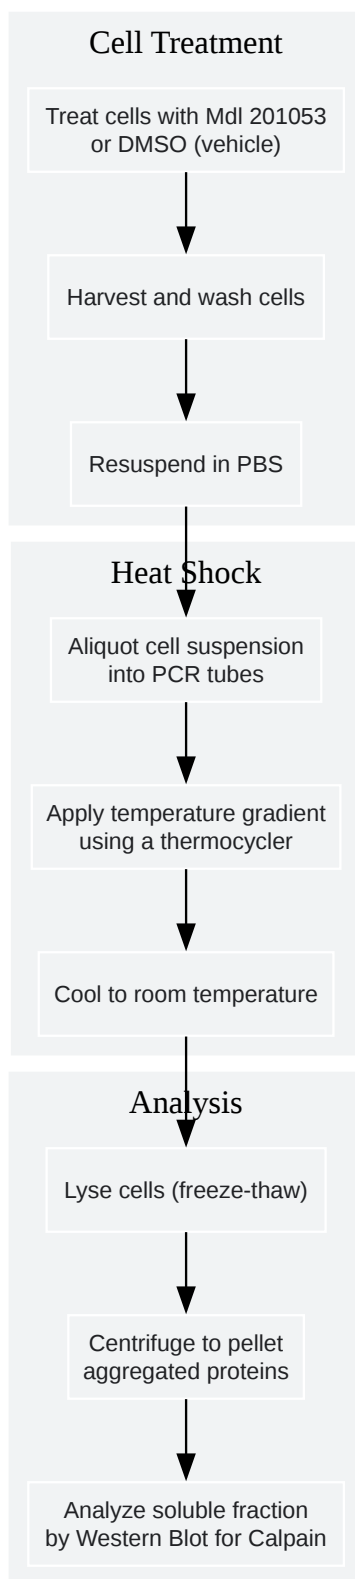 Cell Treatment
Treat cells with Mdl 201053
or DMSO (vehicle)
Harvest and wash cells
Resuspend in PBS
Heat Shock
Aliquot cell suspension
into PCR tubes
Apply temperature gradient
using a thermocycler
Cool to room temperature
Analysis
Lyse cells (freeze-thaw)
Centrifuge to pellet
aggregated proteins
Analyze soluble fraction
by Western Blot for Calpain